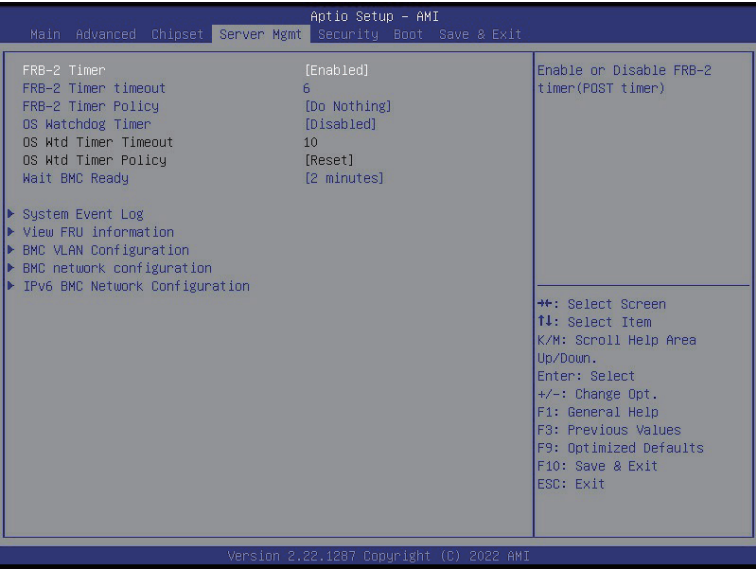 Aptio Setup – AMI
Main Advanced Chipset Server Mgmt Security Boot Save & Exit
FRB-2 Timer [Enabled]
FRB-2 Timer timeout 6
FRB-2 Timer Policy [Do Nothing]
OS Watchdog Timer [Disabled]
OS Wtd Timer Timeout 10
OS Wtd Timer Policy [Reset]
Wait BMC Ready [2 minutes]
System Event Log
View FRU information
BMC VLAN Configuration
BMC network configuration
IPv6 BMC Network Configuration
Enable or Disable FRB-2
timer(POST timer)
→←: Select Screen
↑↓: Select Item
K/M: Scroll Help Area
Up/Down.
Enter: Select
+/-: Change Opt.
F1: General Help
F3: Previous Values
F9: Optimized Defaults
F10: Save & Exit
ESC: Exit
Version 2.22.1287 Copyright (C) 2022 AMI